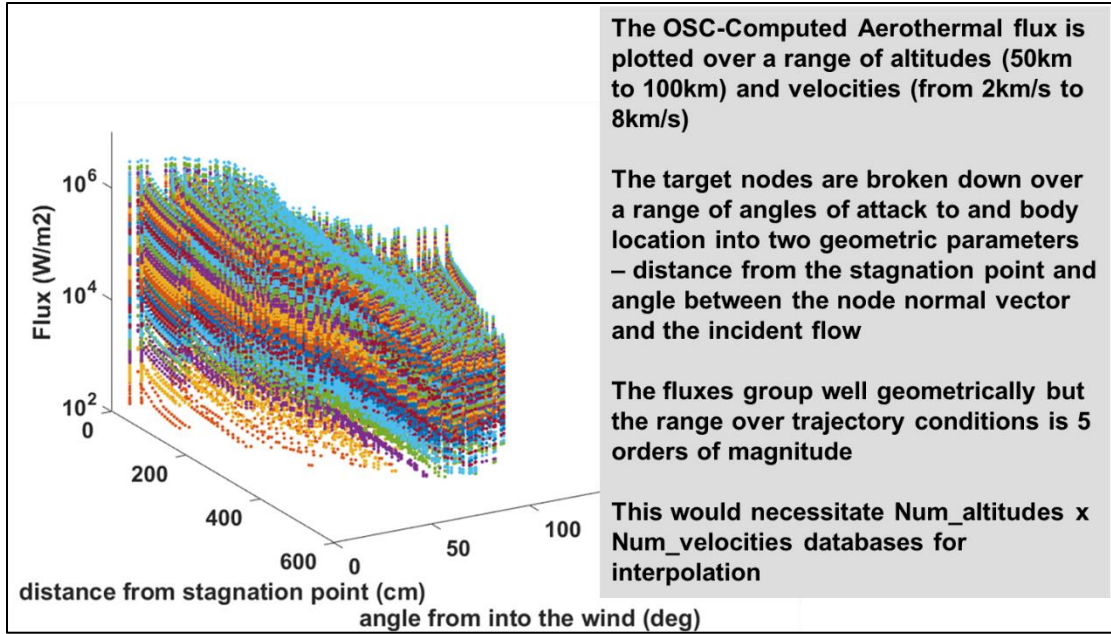 The OSC-Computed Aerothermal flux is
plotted over a range of altitudes (50km
to 100km) and velocities (from 2km/s to
8km/s)
The target nodes are broken down over
a range of angles of attack to and body
location into two geometric parameters
– distance from the stagnation point and
angle between the node normal vector
and the incident flow
The fluxes group well geometrically but
the range over trajectory conditions is 5
orders of magnitude
This would necessitate Num_altitudes x
Num_velocities databases for
interpolation
Flux (W/m2)
10^6
10^4
10^2
0
200
400
600
0
50
100
distance from stagnation point (cm)
angle from into the wind (deg)